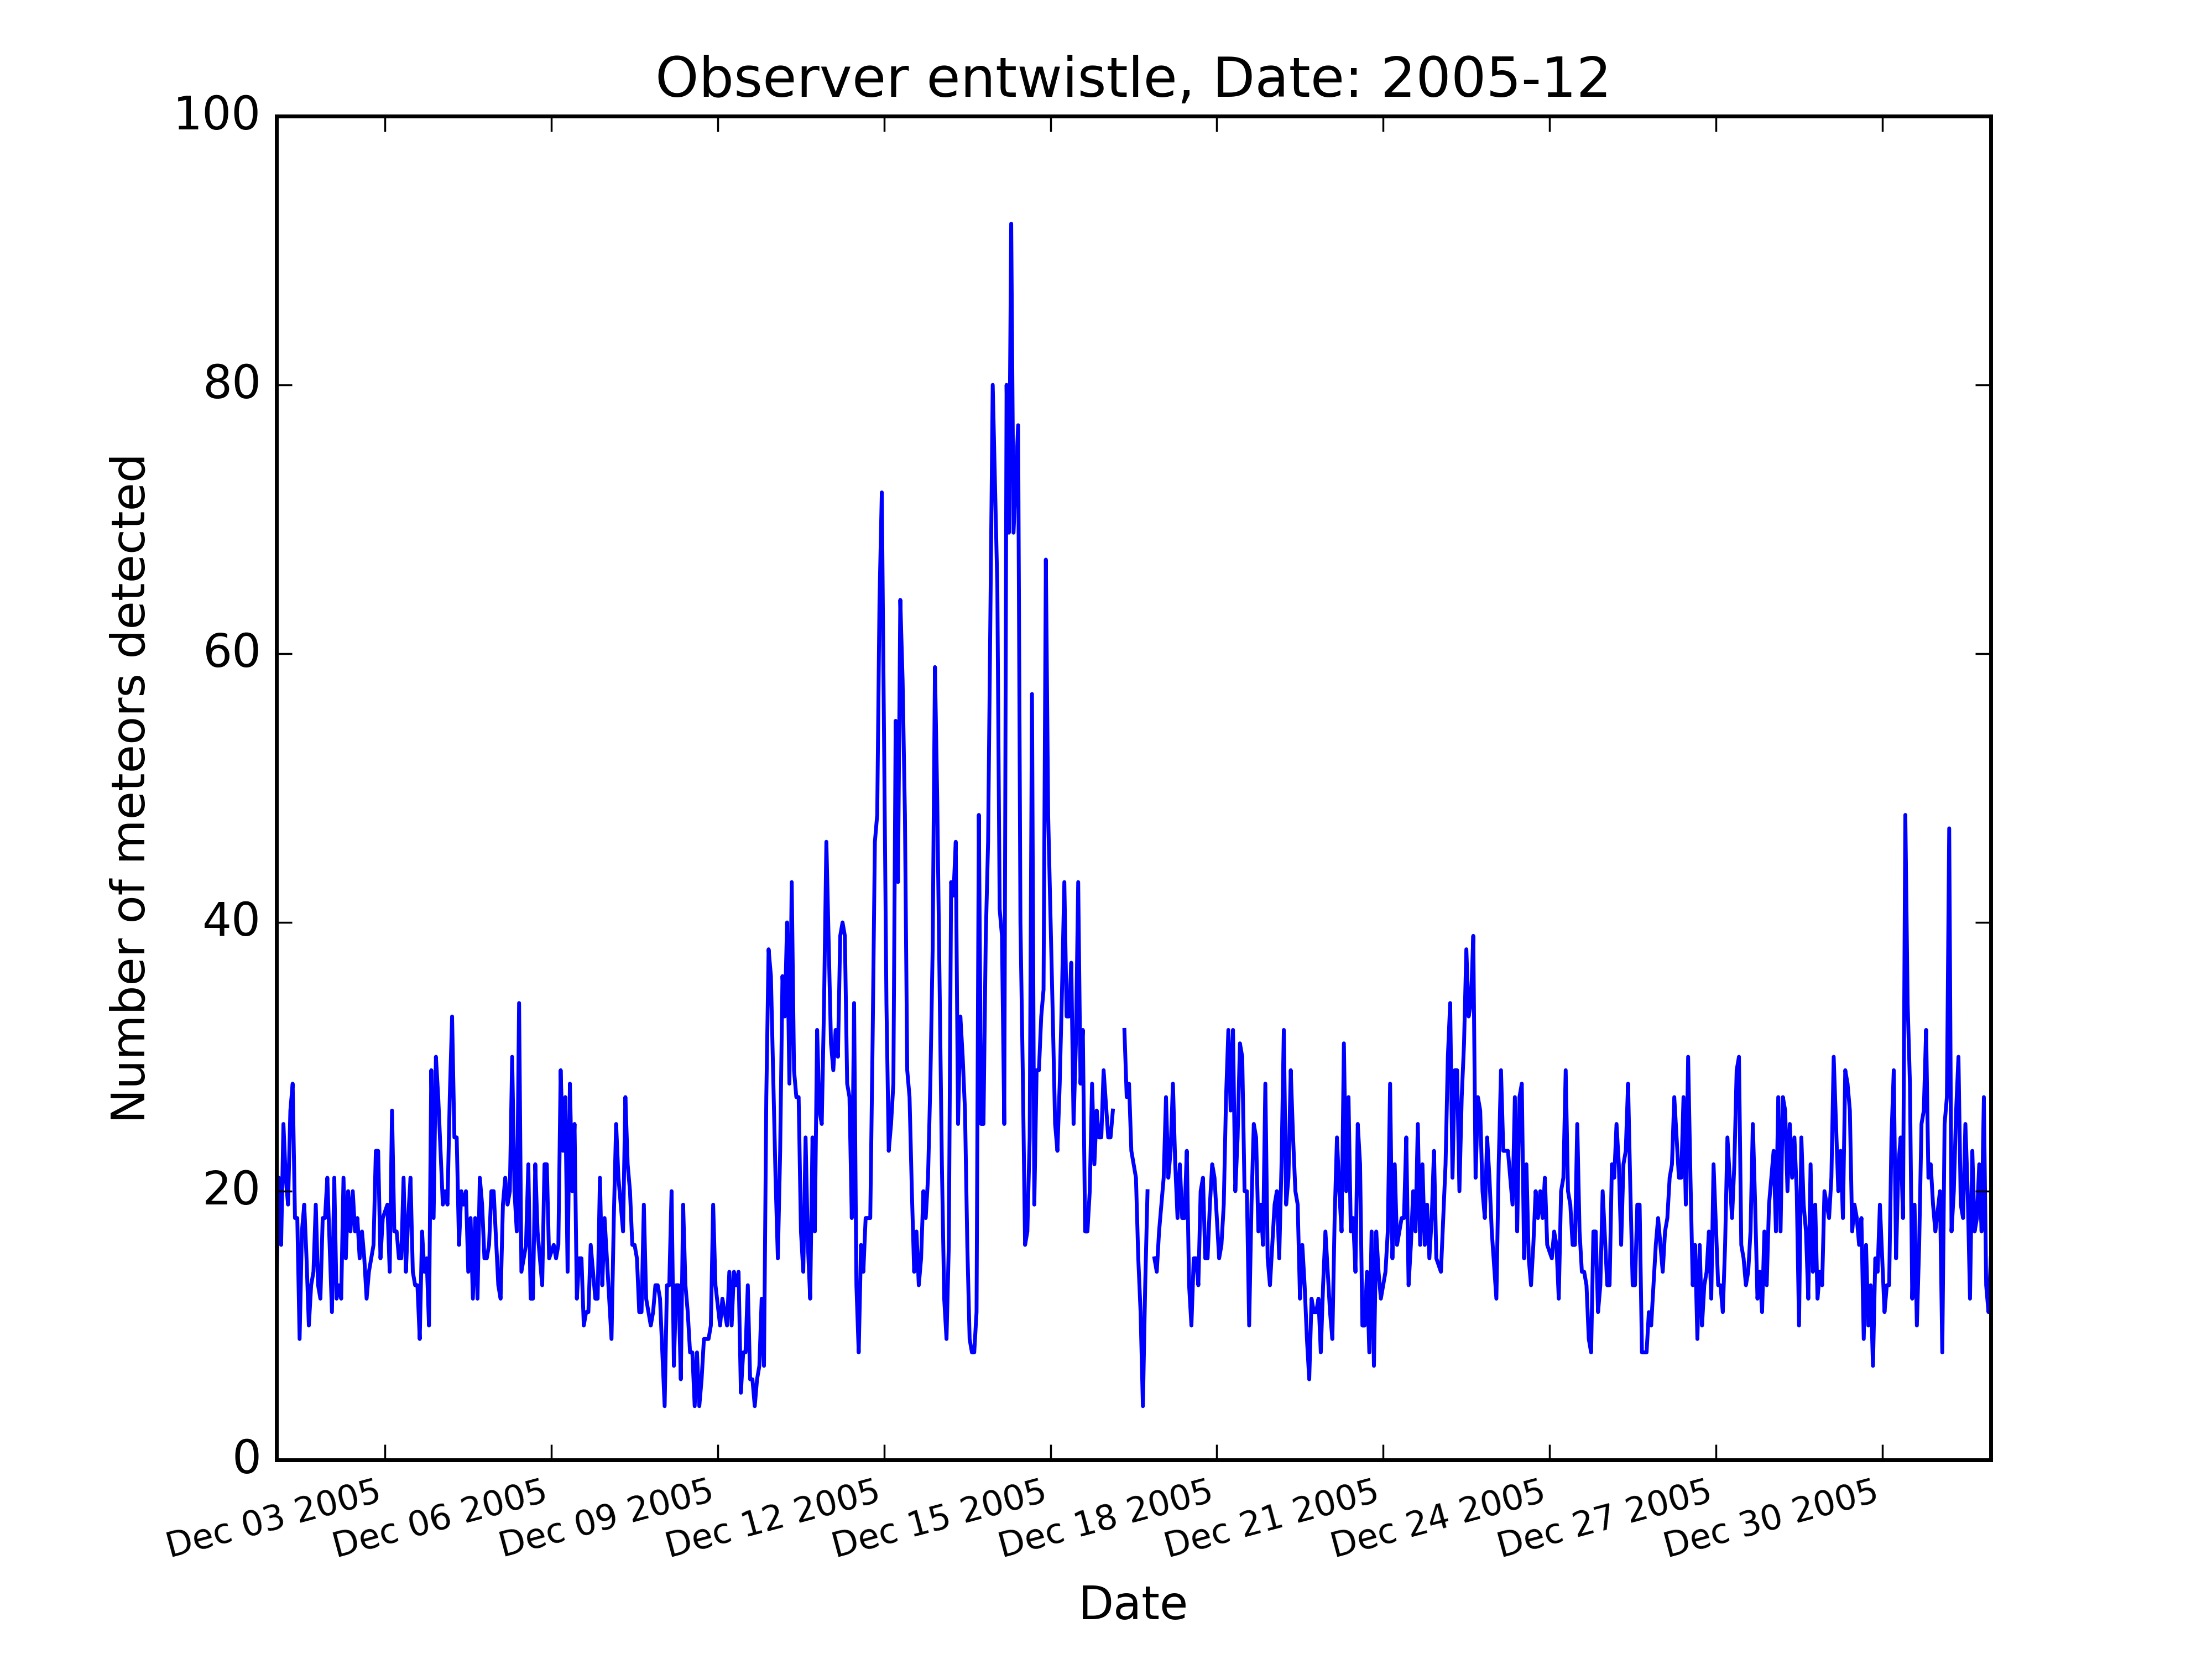 Observer entwistle, Date: 2005-12
Number of meteors detected
100
80
60
40
20
0
Dec 03 2005
Dec 06 2005
Dec 09 2005
Dec 12 2005
Dec 15 2005
Dec 18 2005
Dec 21 2005
Dec 24 2005
Dec 27 2005
Dec 30 2005
Date